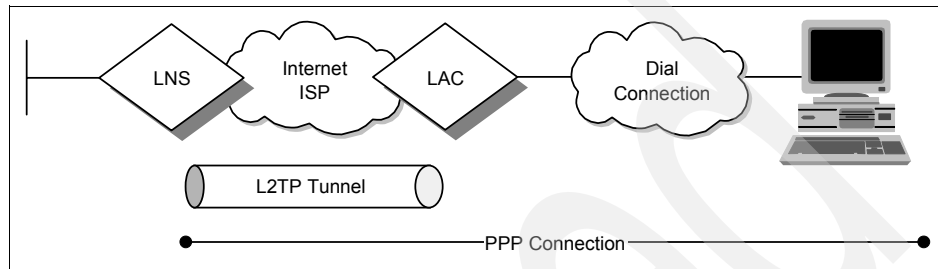 LNS
Internet
ISP
LAC
Dial
Connection
L2TP Tunnel
PPP Connection